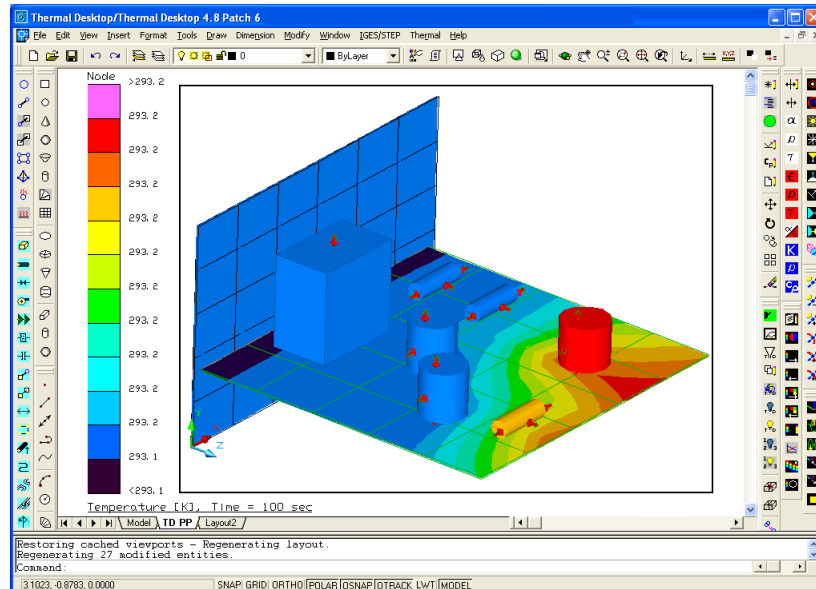 Thermal Desktop/Thermal Desktop 4.8 Patch 6
File Edit View Insert Format Tools Draw Dimension Modify Window IGES/STEP Thermal Help
0
ByLayer
Node
>293.2
293.2
293.2
293.2
293.2
293.2
293.2
293.2
293.2
293.2
293.1
<293.1
Y
X
Z
Temperature [K], Time = 100 sec
Model TD PP Layout2
Restoring cached viewports - Regenerating layout.
Regenerating 27 modified entities.
Command:
3.1023, -0.8783, 0.0000 SNAP GRID ORTHO POLAR OSNAP OTRACK LWT MODEL